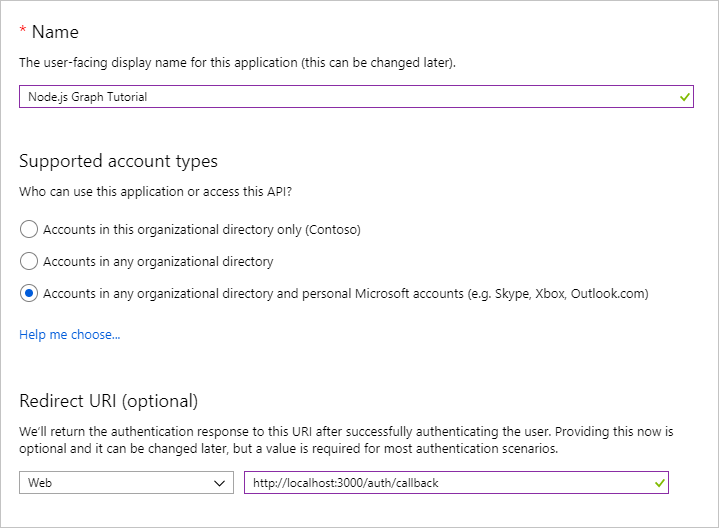 * Name
The user-facing display name for this application (this can be changed later).
Node.js Graph Tutorial
Supported account types
Who can use this application or access this API?
Accounts in this organizational directory only (Contoso)
Accounts in any organizational directory
Accounts in any organizational directory and personal Microsoft accounts (e.g. Skype, Xbox, Outlook.com)
Help me choose...
Redirect URI (optional)
We'll return the authentication response to this URI after successfully authenticating the user. Providing this now is
optional and it can be changed later, but a value is required for most authentication scenarios.
Web
http://localhost:3000/auth/callback